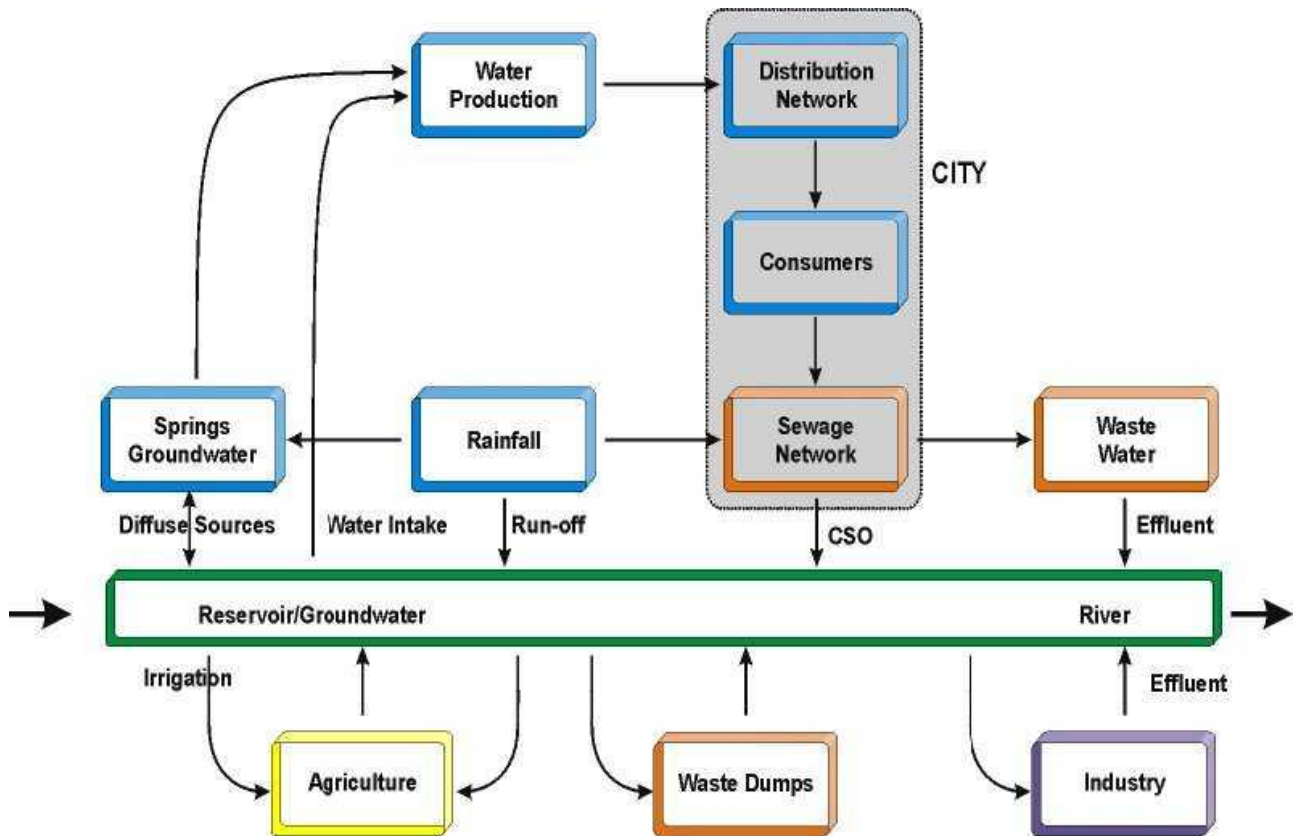 Water
Production
Distribution
Network
CITY
Consumers
Springs
Groundwater
Rainfall
Sewage
Network
Waste
Water
Diffuse Sources
Water Intake
Run-off
CSO
Effluent
Reservoir/Groundwater
River
Irrigation
Effluent
Agriculture
Waste Dumps
Industry